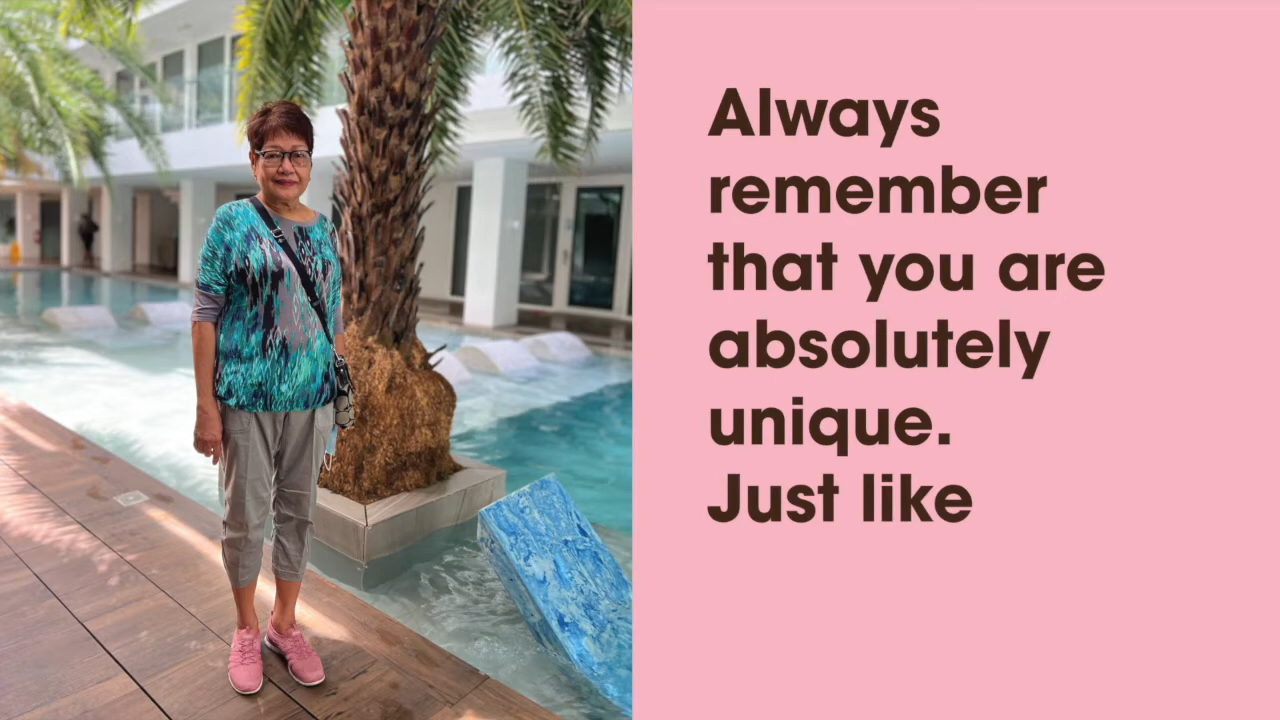 Always
remember
that you are
absolutely
unique.
Just like